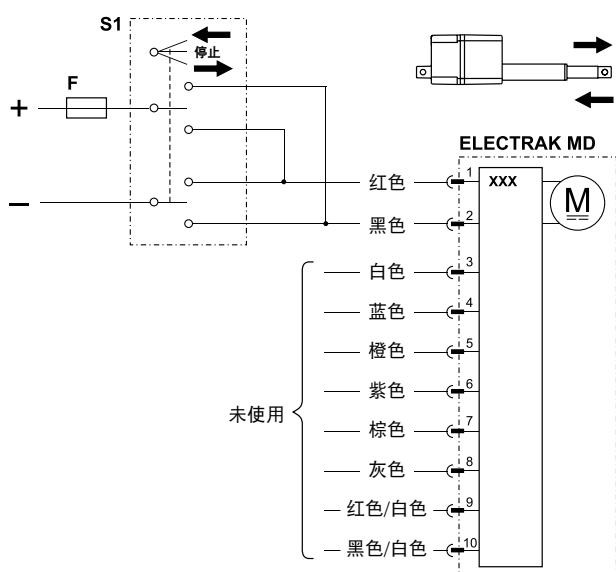 S1
停止
F
+
−
ELECTRAK MD
XXX
M
红色 1
黑色 2
白色 3
蓝色 4
橙色 5
紫色 6
未使用
棕色 7
灰色 8
红色/白色 9
黑色/白色 10